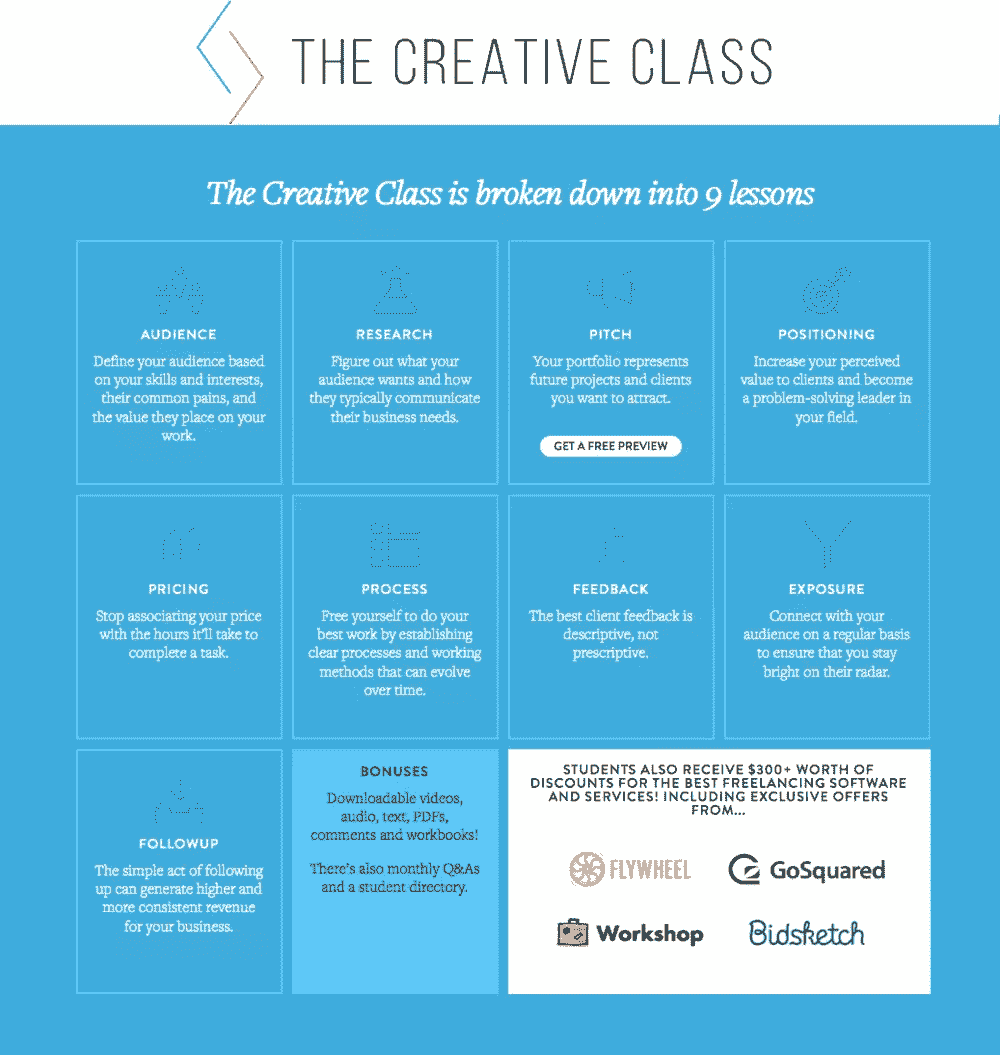 THE CREATIVE CLASS
The Creative Class is broken down into 9 lessons
AUDIENCE
Define your audience based
on your skills and interests,
their common pains, and
the value they place on your
work.
RESEARCH
Figure out what your
audience wants and how
they typically communicate
their business needs.
PITCH
Your portfolio represents
future projects and clients
you want to attract.
GET A FREE PREVIEW
POSITIONING
Increase your perceived
value to clients and become
a problem-solving leader in
your field.
PRICING
Stop associating your price
with the hours it'll take to
complete a task.
PROCESS
Free yourself to do your
best work by establishing
clear processes and working
methods that can evolve
over time.
FEEDBACK
The best client feedback is
descriptive, not
prescriptive.
EXPOSURE
Connect with your
audience on a regular basis
to ensure that you stay
bright on their radar.
FOLLOWUP
The simple act of following
up can generate higher and
more consistent revenue
for your business.
BONUSES
Downloadable videos,
audio, text, PDFs,
comments and workbooks!
There's also monthly Q&As
and a student directory.
STUDENTS ALSO RECEIVE $300+ WORTH OF
DISCOUNTS FOR THE BEST FREELANCING SOFTWARE
AND SERVICES! INCLUDING EXCLUSIVE OFFERS
FROM...
FLYWHEEL
GoSquared
Workshop
Bidsketch